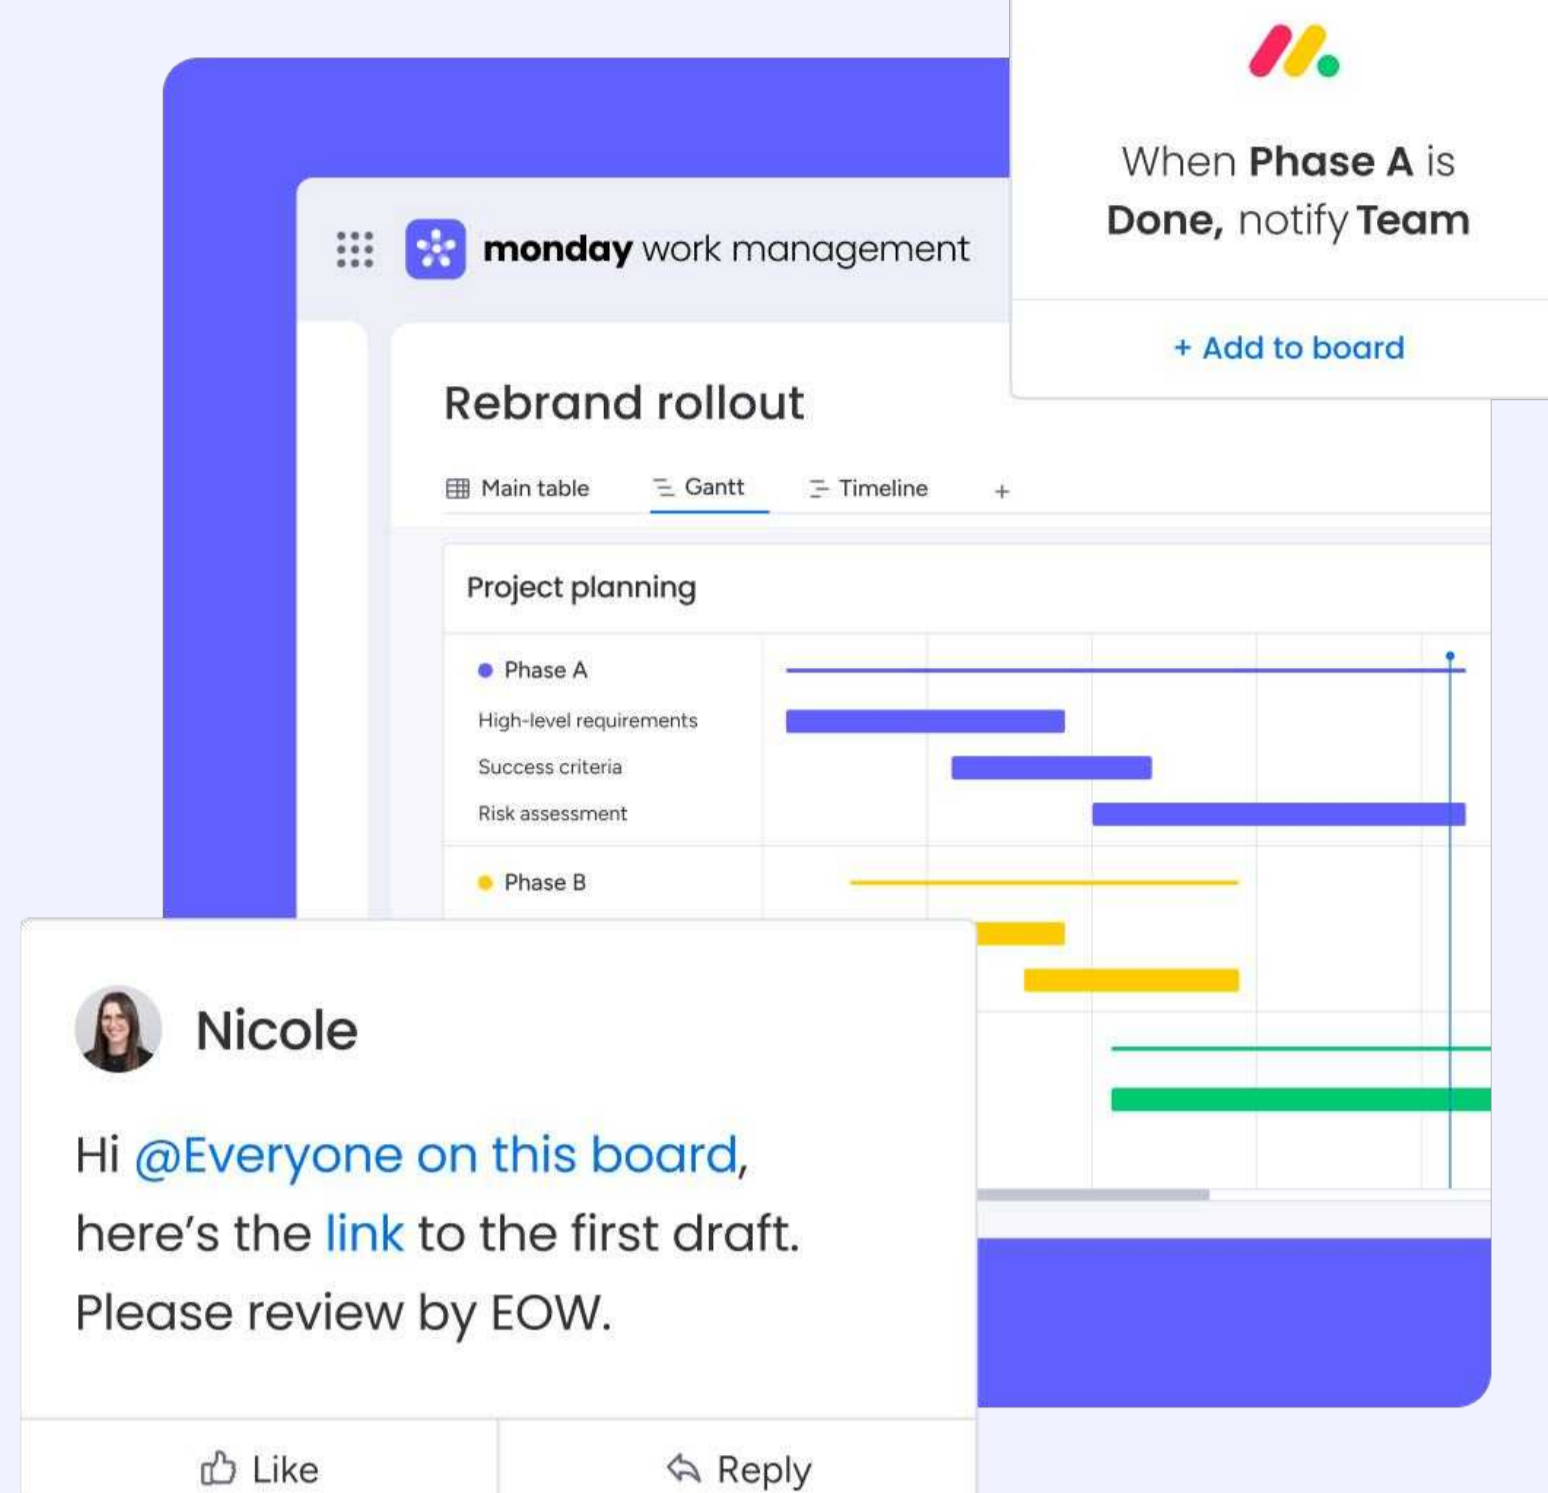 When Phase A is
Done, notify Team
+ Add to board
monday work management
Rebrand rollout
Main table Gantt Timeline +
Project planning
Phase A
High-level requirements
Success criteria
Risk assessment
Phase B
Nicole
Hi @Everyone on this board,
here’s the link to the first draft.
Please review by EOW.
Like Reply